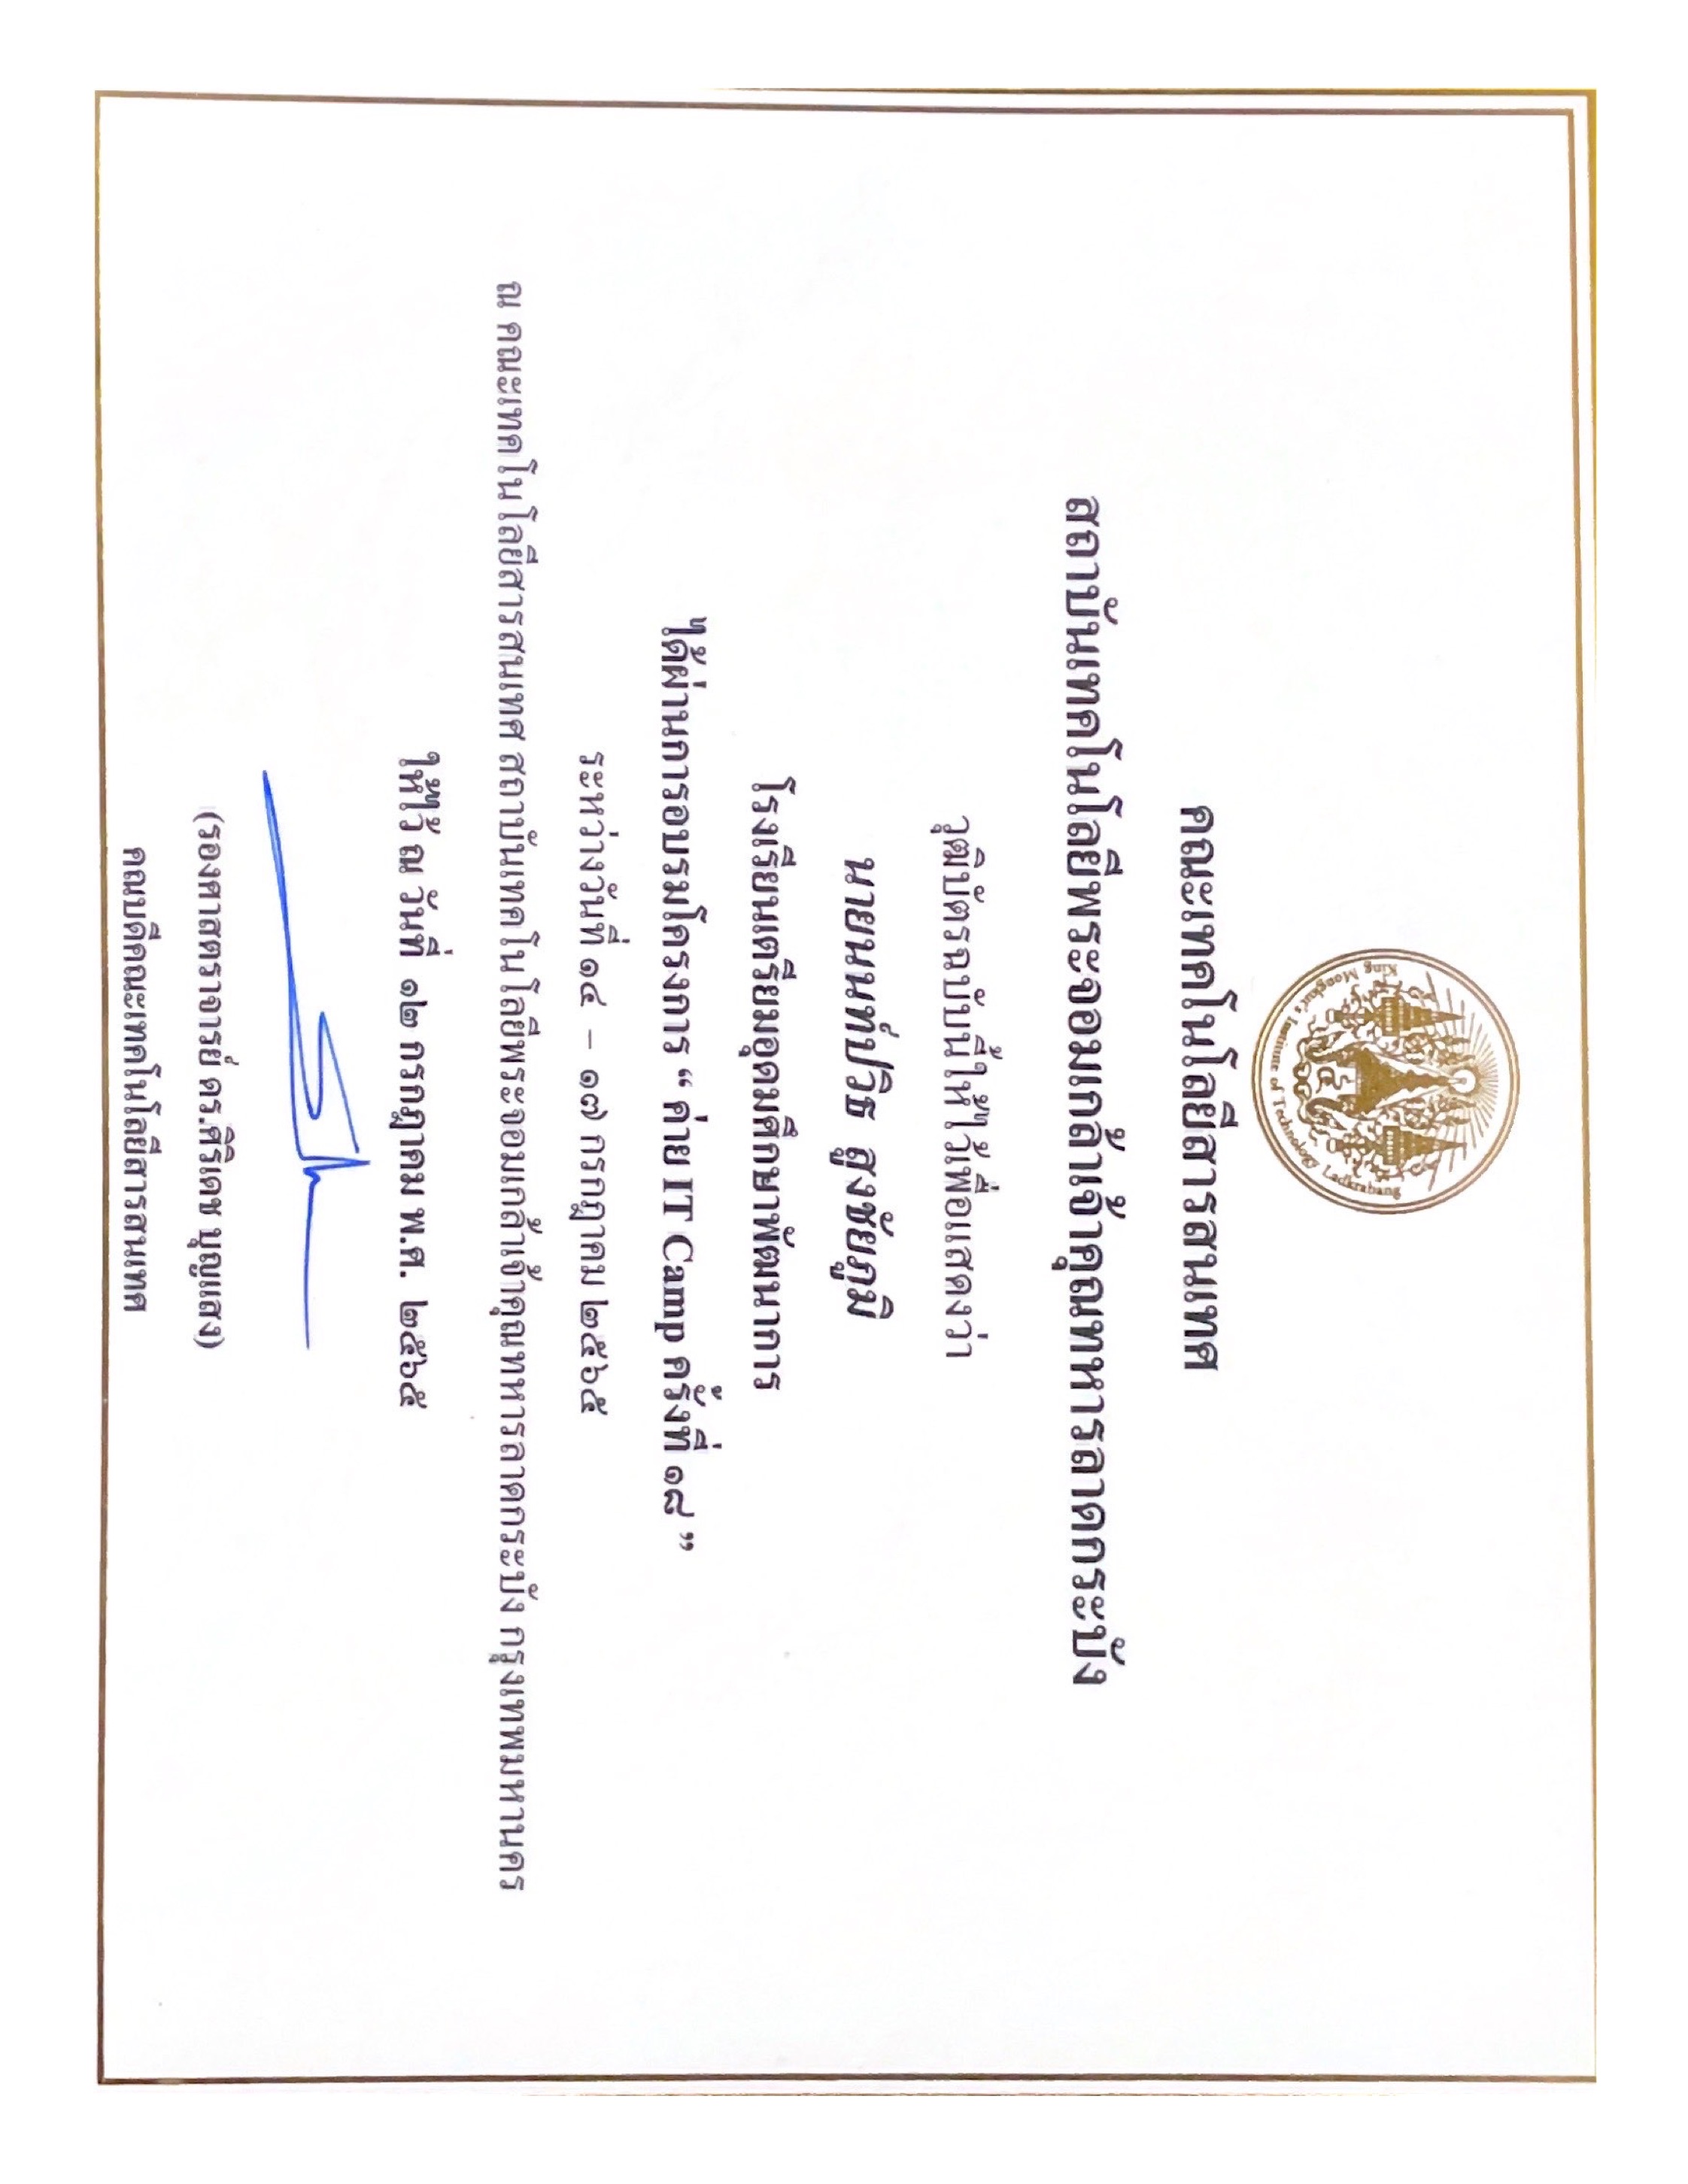 King Mongkut's Institute of Technology Ladkrabang
คณะเทคโนโลยีสารสนเทศ
สถาบันเทคโนโลยีพระจอมเกล้าเจ้าคุณทหารลาดกระบัง
วุฒิบัตรฉบับนี้ให้ไว้เพื่อแสดงว่า
นายนนท์ปวิธ สูงชัยภูมิ
โรงเรียนเตรียมอุดมศึกษาพัฒนาการ
ได้ผ่านการอบรมโครงการ “ ค่าย IT Camp ครั้งที่ ๑๘ ”
ระหว่างวันที่ ๑๔ – ๑๗ กรกฎาคม ๒๕๖๕
ณ คณะเทคโนโลยีสารสนเทศ สถาบันเทคโนโลยีพระจอมเกล้าเจ้าคุณทหารลาดกระบัง กรุงเทพมหานคร
ให้ไว้ ณ วันที่ ๑๒ กรกฎาคม พ.ศ. ๒๕๖๕
(รองศาสตราจารย์ ดร.ศิริเดช บุญแสง)
คณบดีคณะเทคโนโลยีสารสนเทศ